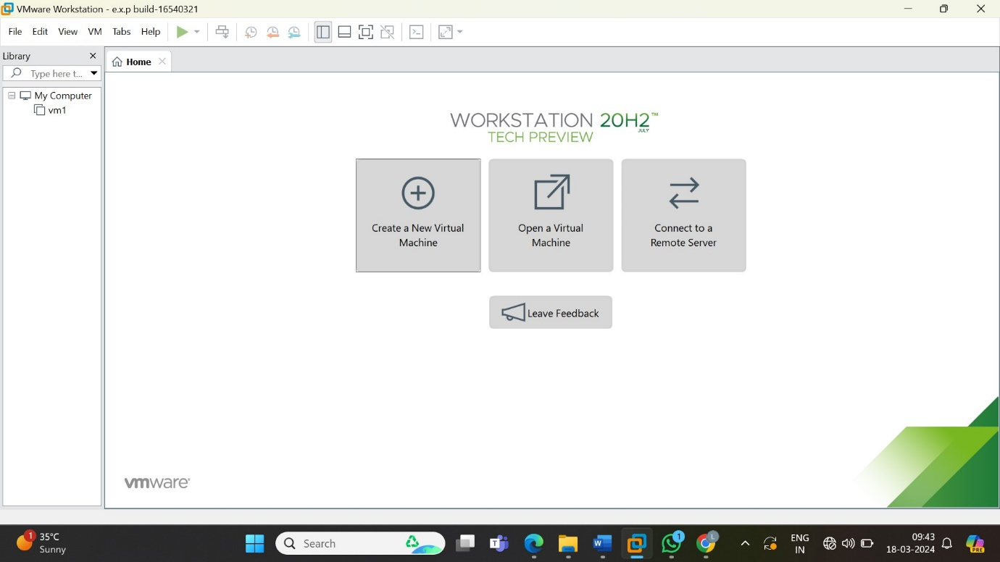 VMware Workstation - e.x.p build-16540321
File Edit View VM Tabs Help
Library
Home
Type here t...
My Computer
vm1
WORKSTATION 20H2™
JULY
TECH PREVIEW
Create a New Virtual
Machine
Open a Virtual
Machine
Connect to a
Remote Server
Leave Feedback
vmware®
1
35°C
Sunny
Search
T
W
1
L
ENG
IN
09:43
18-03-2024
PRE